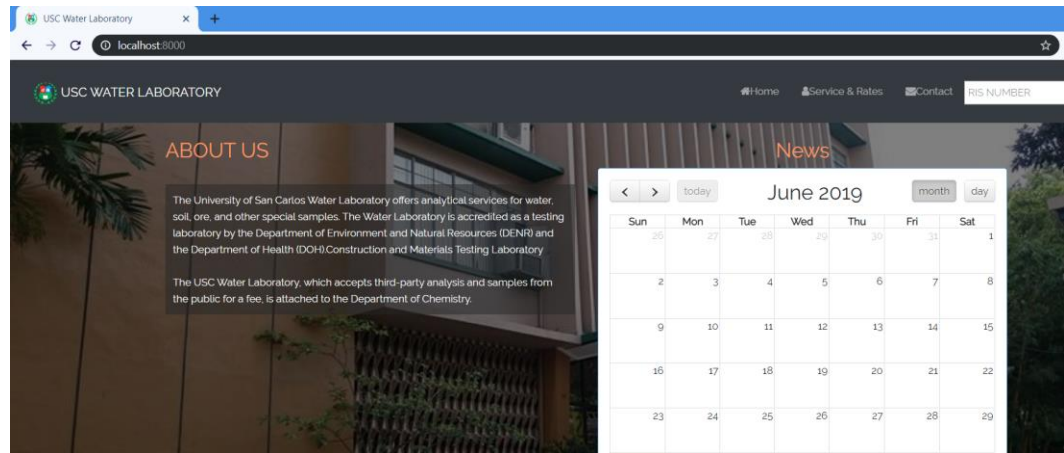 USC Water Laboratory
localhost:8000
USC WATER LABORATORY
Home Service & Rates Contact RIS NUMBER
ABOUT US
The University of San Carlos Water Laboratory offers analytical services for water,
soil, ore, and other special samples. The Water Laboratory is accredited as a testing
laboratory by the Department of Environment and Natural Resources (DENR) and
the Department of Health (DOH).Construction and Materials Testing Laboratory
The USC Water Laboratory, which accepts third-party analysis and samples from
the public for a fee, is attached to the Department of Chemistry.
News
today June 2019 month day
Sun Mon Tue Wed Thu Fri Sat
26 27 28 29 30 31 1
2 3 4 5 6 7 8
9 10 11 12 13 14 15
16 17 18 19 20 21 22
23 24 25 26 27 28 29